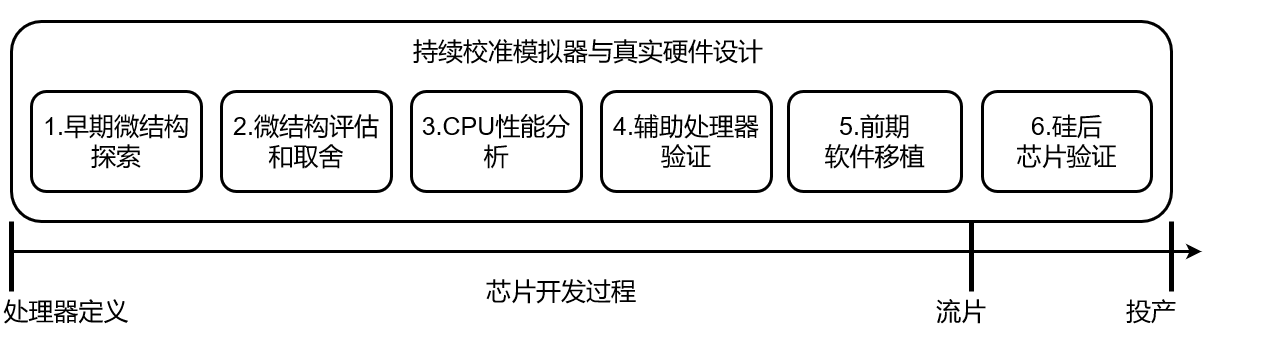 持续校准模拟器与真实硬件设计
1.早期微结构
探索
2.微结构评估
和取舍
3.CPU性能分
析
4.辅助处理器
验证
5.前期
软件移植
6.硅后
芯片验证
芯片开发过程
处理器定义
流片
投产